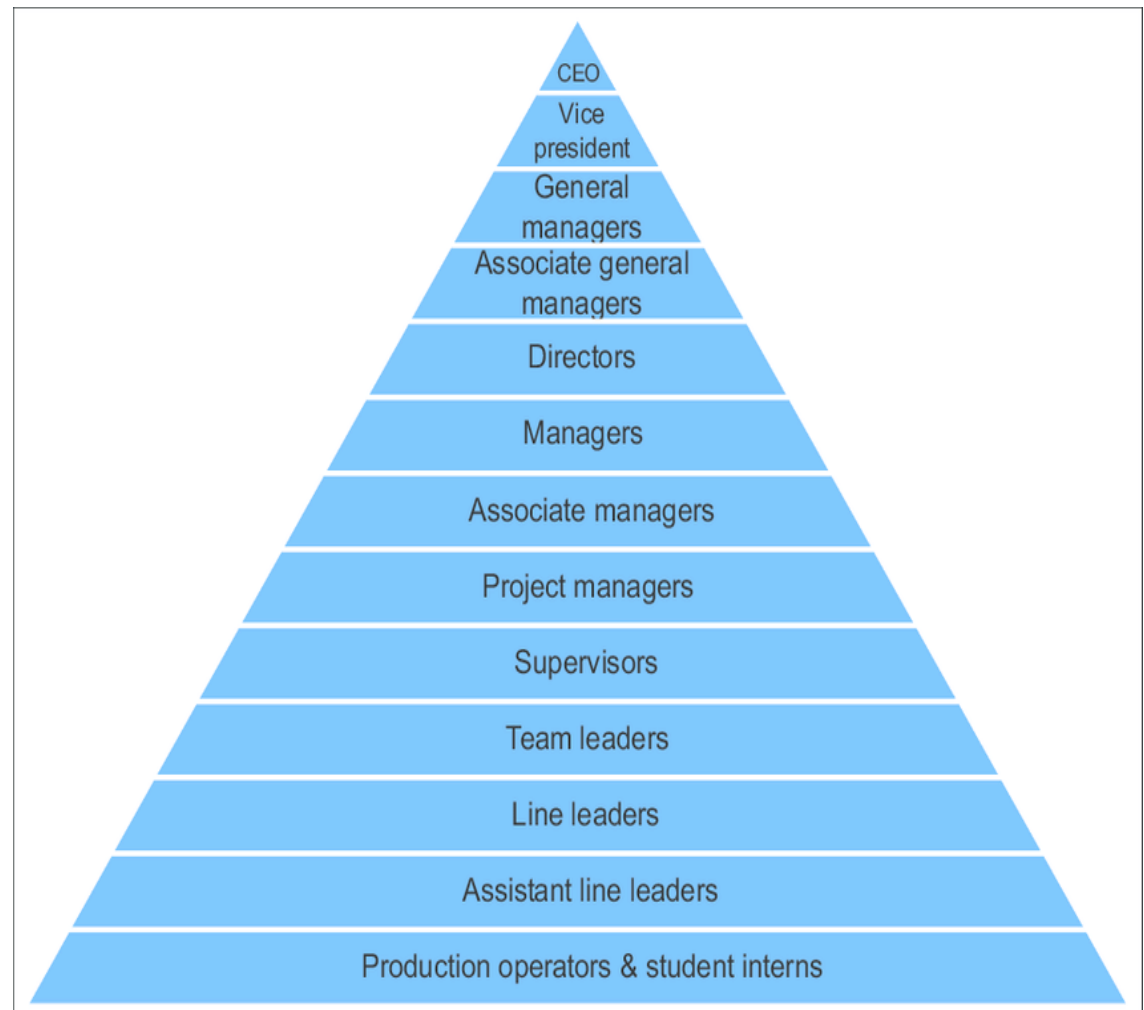 CEO
Vice
president
General
managers
Associate general
managers
Directors
Managers
Associate managers
Project managers
Supervisors
Team leaders
Line leaders
Assistant line leaders
Production operators & student interns